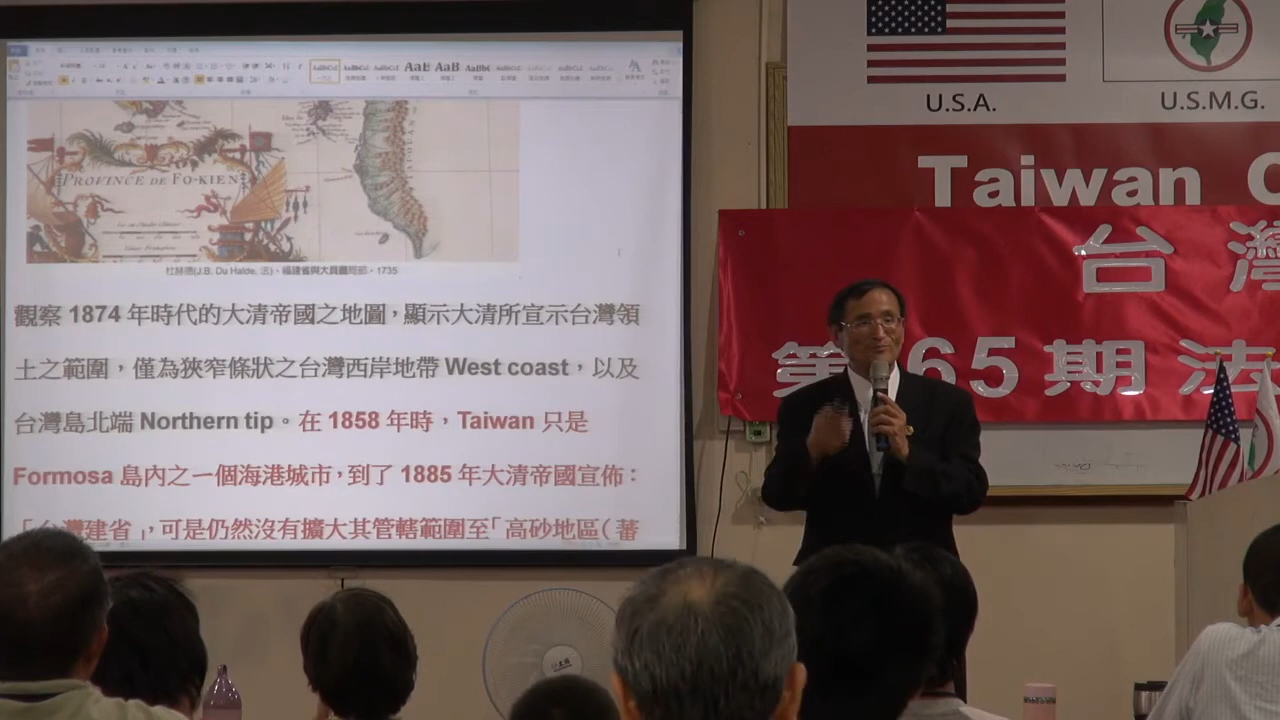 PROVINCE DE FO-KIEN
杜赫德(J.B. Du Halde, 法)、福建省與大員圖局部，1735
觀察 1874 年時代的大清帝國之地圖，顯示大清所宣示台灣領
土之範圍，僅為狹窄條狀之台灣西岸地帶 West coast，以及
台灣島北端 Northern tip。在 1858 年時，Taiwan 只是
Formosa 島內之一個海港城市，到了 1885 年大清帝國宣佈：
「台灣建省」，可是仍然沒有擴大其管轄範圍至「高砂地區（蕃
U.S.A.
U.S.M.G.
Taiwan C
台灣
第 65 期 法